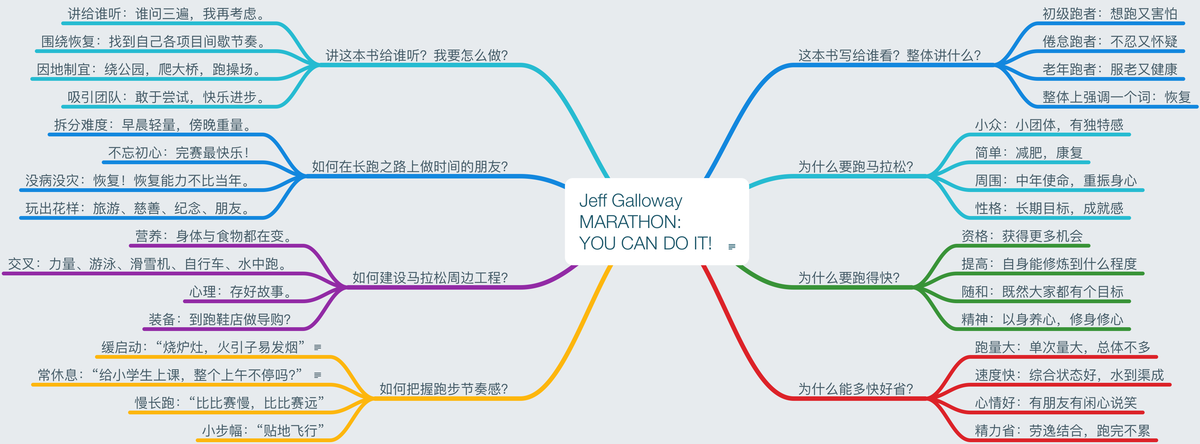 Jeff Galloway
MARATHON:
YOU CAN DO IT!
这本书写给谁看？整体讲什么？
初级跑者：想跑又害怕
倦怠跑者：不忍又怀疑
老年跑者：服老又健康
整体上强调一个词：恢复
为什么要跑马拉松？
小众：小团体，有独特感
简单：减肥，康复
周围：中年使命，重振身心
性格：长期目标，成就感
为什么要跑得快？
资格：获得更多机会
提高：自身能修炼到什么程度
随和：既然大家都有个目标
精神：以身养心，修身修心
为什么能多快好省？
跑量大：单次量大，总体不多
速度快：综合状态好，水到渠成
心情好：有朋友有闲心说笑
精力省：劳逸结合，跑完不累
讲这本书给谁听？我要怎么做？
讲给谁听：谁问三遍，我再考虑。
围绕恢复：找到自己各项目间歇节奏。
因地制宜：绕公园，爬大桥，跑操场。
吸引团队：敢于尝试，快乐进步。
如何在长跑之路上做时间的朋友？
拆分难度：早晨轻量，傍晚重量。
不忘初心：完赛最快乐！
没病没灾：恢复！恢复能力不比当年。
玩出花样：旅游、慈善、纪念、朋友。
如何建设马拉松周边工程？
营养：身体与食物都在变。
交叉：力量、游泳、滑雪机、自行车、水中跑。
心理：存好故事。
装备：到跑鞋店做导购？
如何把握跑步节奏感？
缓启动：“烧炉灶，火引子易发烟”
常休息：“给小学生上课，整个上午不停吗？”
慢长跑：“比比赛慢，比比赛远”
小步幅：“贴地飞行”